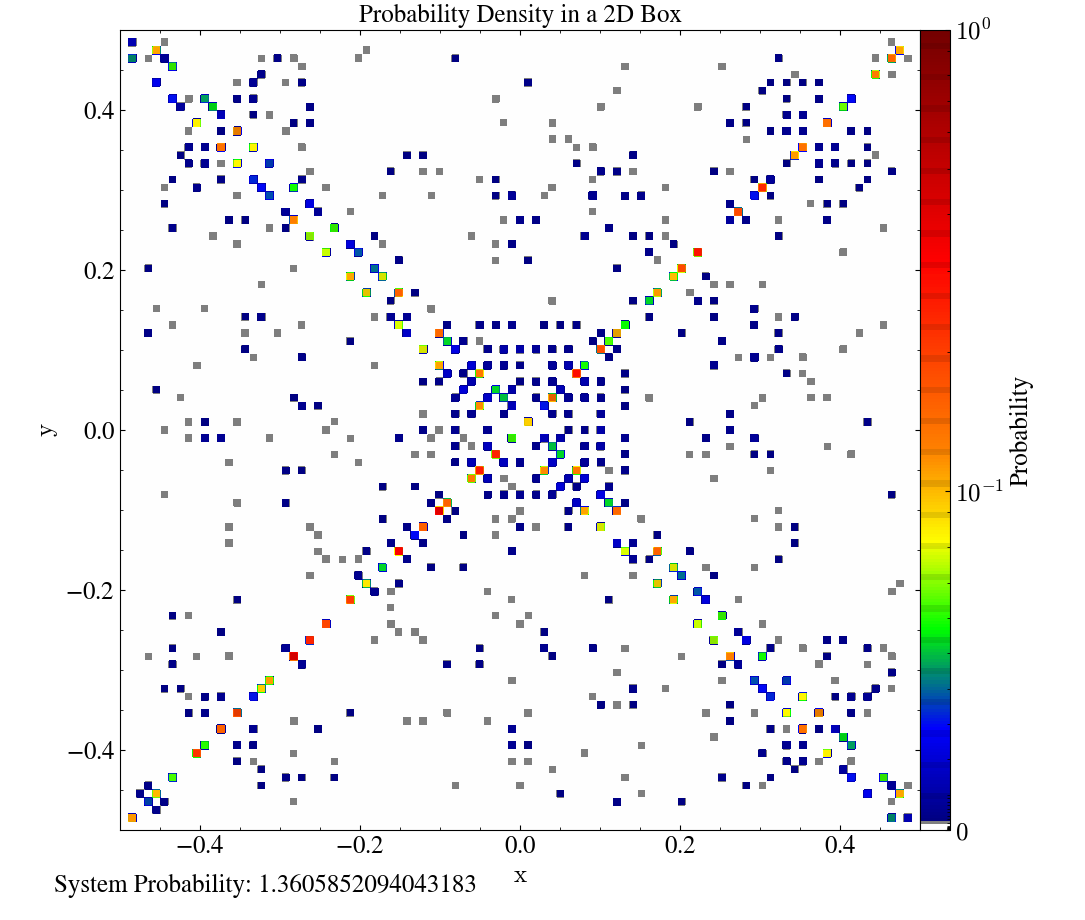 Probability Density in a 2D Box
10⁰
0.4
0.2
0.0
−0.2
−0.4
y
10⁻¹
0
Probability
−0.4 −0.2 0.0 0.2 0.4
x
System Probability: 1.3605852094043183